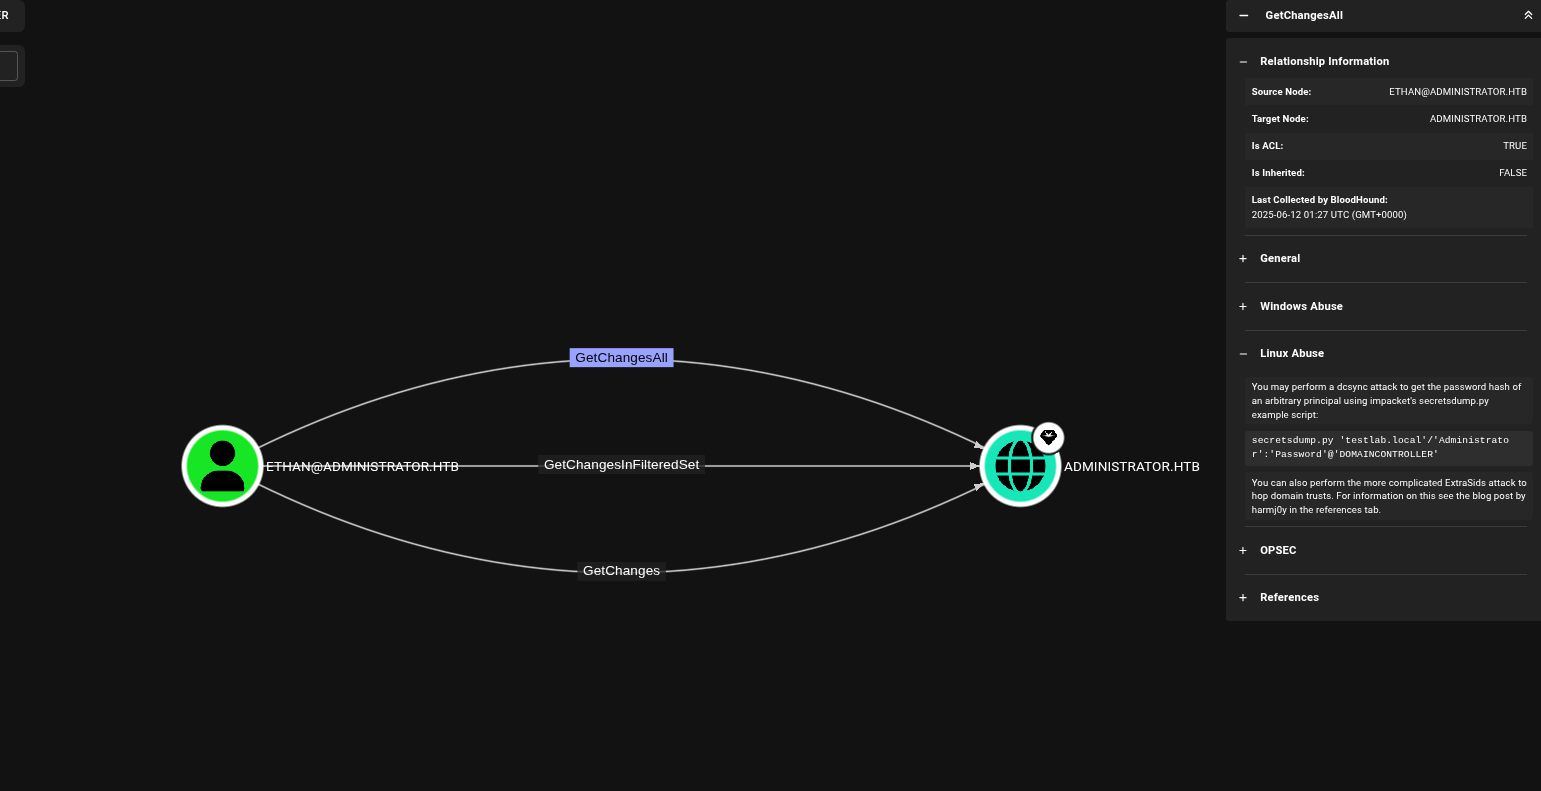 ER
GetChangesAll
Relationship Information
Source Node: ETHAN@ADMINISTRATOR.HTB
Target Node: ADMINISTRATOR.HTB
Is ACL: TRUE
Is Inherited: FALSE
Last Collected by BloodHound:
2025-06-12 01:27 UTC (GMT+0000)
General
Windows Abuse
Linux Abuse
You may perform a dcsync attack to get the password hash of
an arbitrary principal using impacket's secretsdump.py
example script:
secretsdump.py 'testlab.local'/'Administrato
r':'Password'@'DOMAINCONTROLLER'
You can also perform the more complicated ExtraSids attack to
hop domain trusts. For information on this see the blog post by
harmj0y in the references tab.
OPSEC
References
GetChangesAll
ETHAN@ADMINISTRATOR.HTB
GetChangesInFilteredSet
ADMINISTRATOR.HTB
GetChanges